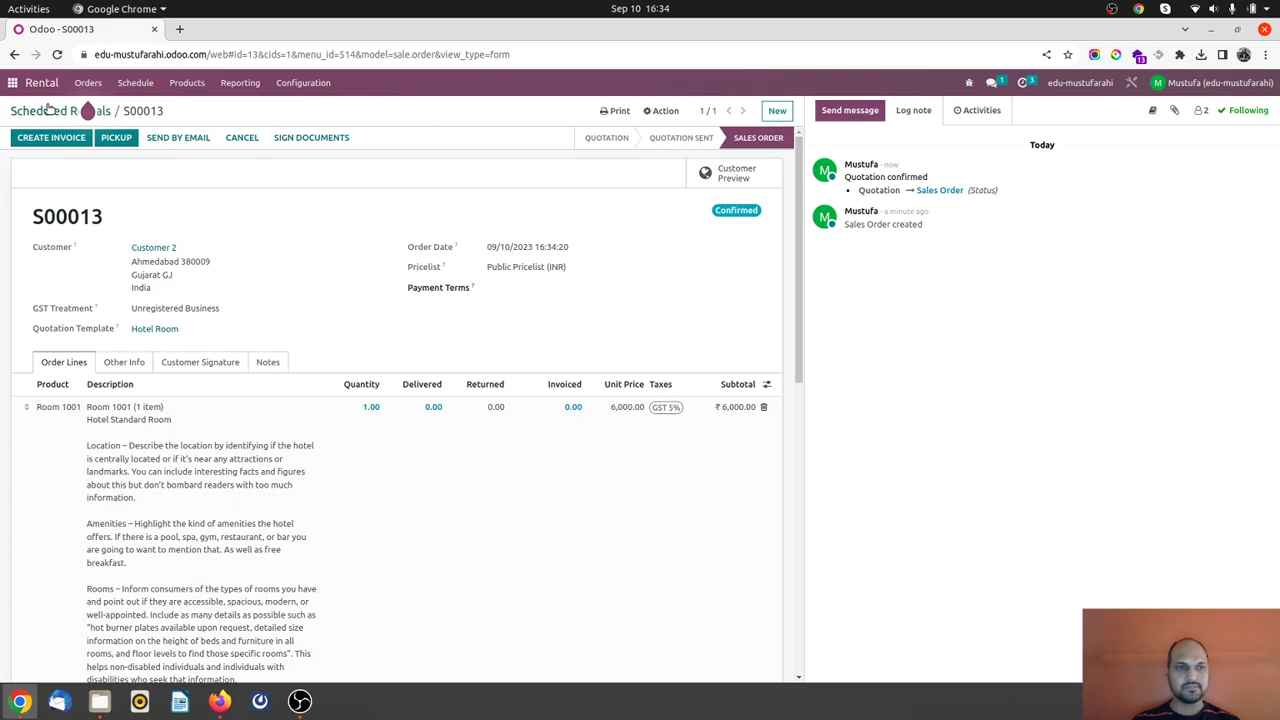 Activities
Google Chrome
Sep 10 16:34
Odoo - S00013
edu-mustufarahi.odoo.com/web#id=13&cids=1&menu_id=514&model=sale.order&view_type=form
13
Rental
Orders
Schedule
Products
Reporting
Configuration
1
3
edu-mustufarahi
M
Mustufa (edu-mustufarahi)
/ S00013
Print
Action
1 / 1
New
Send message
Log note
Activities
2
Following
CREATE INVOICE
PICKUP
SEND BY EMAIL
CANCEL
SIGN DOCUMENTS
QUOTATION
QUOTATION SENT
SALES ORDER
Today
Customer
Preview
M
Mustufa now
Quotation confirmed
• Quotation → Sales Order (Status)
S00013
Confirmed
M
Mustufa a minute ago
Sales Order created
Customer ?
Customer 2
Ahmedabad 380009
Gujarat GJ
India
Order Date ?
09/10/2023 16:34:20
Pricelist ?
Public Pricelist (INR)
Payment Terms ?
GST Treatment ?
Unregistered Business
Quotation Template ?
Hotel Room
Order Lines
Other Info
Customer Signature
Notes
Product Description Quantity Delivered Returned Invoiced Unit Price Taxes Subtotal
Room 1001 Room 1001 (1 item) 1.00 0.00 0.00 0.00 6,000.00 GST 5% ₹ 6,000.00
Hotel Standard Room
Location – Describe the location by identifying if the hotel
is centrally located or if it's near any attractions or
landmarks. You can include interesting facts and figures
about this but don't bombard readers with too much
information.
Amenities – Highlight the kind of amenities the hotel
offers. If there is a pool, spa, gym, restaurant, or bar you
are going to want to mention that. As well as free
breakfast.
Rooms – Inform consumers of the types of rooms you have
and point out if they are accessible, spacious, modern, or
well-appointed. Include as many details as possible such as
"hot burner plates available upon request, detailed size
information on the height of beds and furniture in all
rooms, and floor levels to find those specific rooms". This
helps non-disabled individuals and individuals with
disabilities who seek that information.